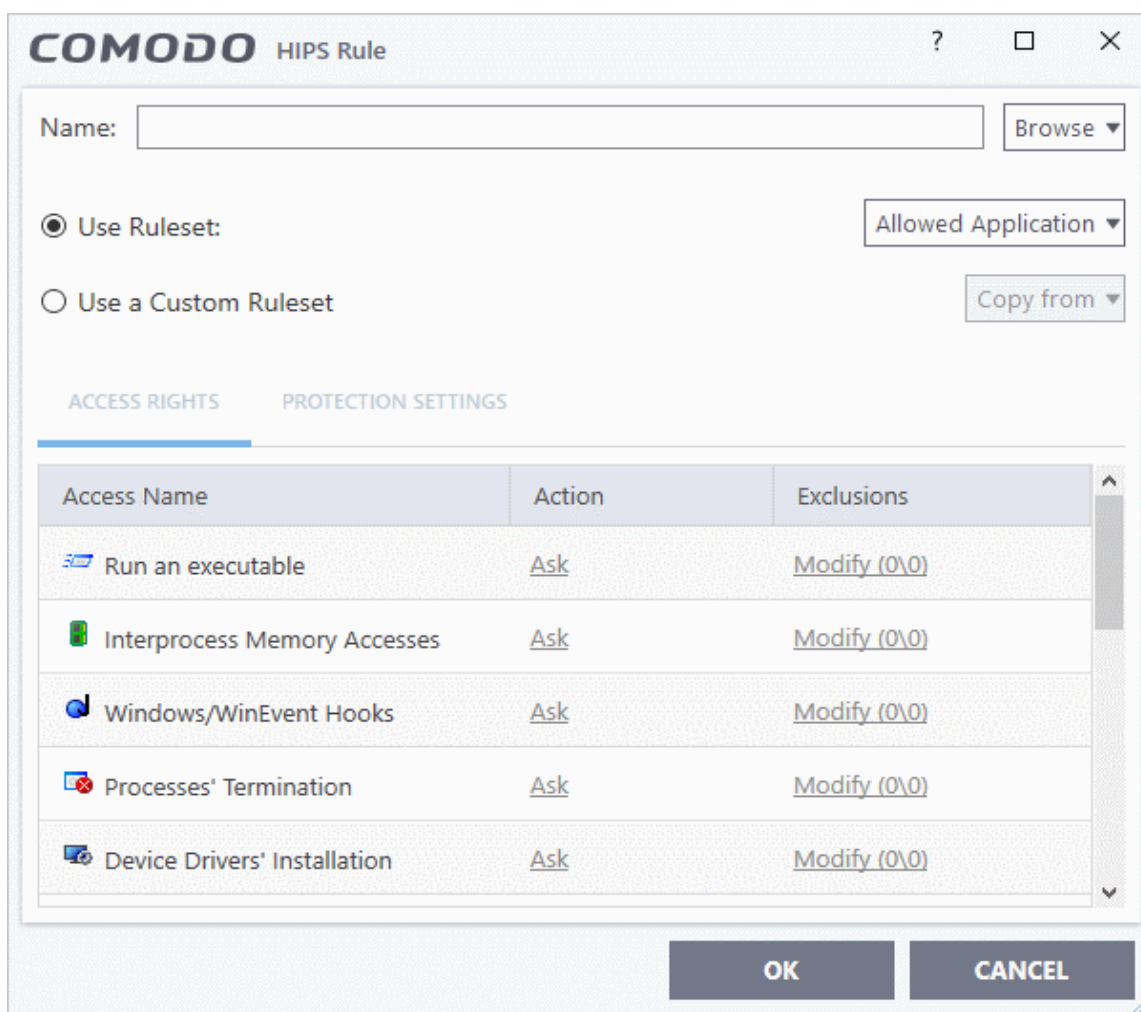 COMODO HIPS Rule ?
Name: Browse
Use Ruleset: Allowed Application
Use a Custom Ruleset Copy from
ACCESS RIGHTS PROTECTION SETTINGS
Access Name Action Exclusions
Run an executable Ask Modify (0\0)
Interprocess Memory Accesses Ask Modify (0\0)
Windows/WinEvent Hooks Ask Modify (0\0)
Processes' Termination Ask Modify (0\0)
Device Drivers' Installation Ask Modify (0\0)
OK CANCEL